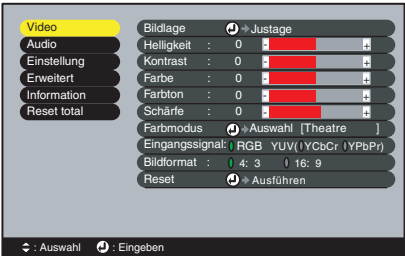 Video
Audio
Einstellung
Erweitert
Information
Reset total
Bildlage Justage
Helligkeit : 0 - +
Kontrast : 0 - +
Farbe : 0 - +
Farbton : 0 - +
Schärfe : 0 - +
Farbmodus Auswahl [Theatre ]
Eingangssignal: RGB YUV( YCbCr YPbPr)
Bildformat : 4: 3 16: 9
Reset Ausführen
: Auswahl : Eingeben